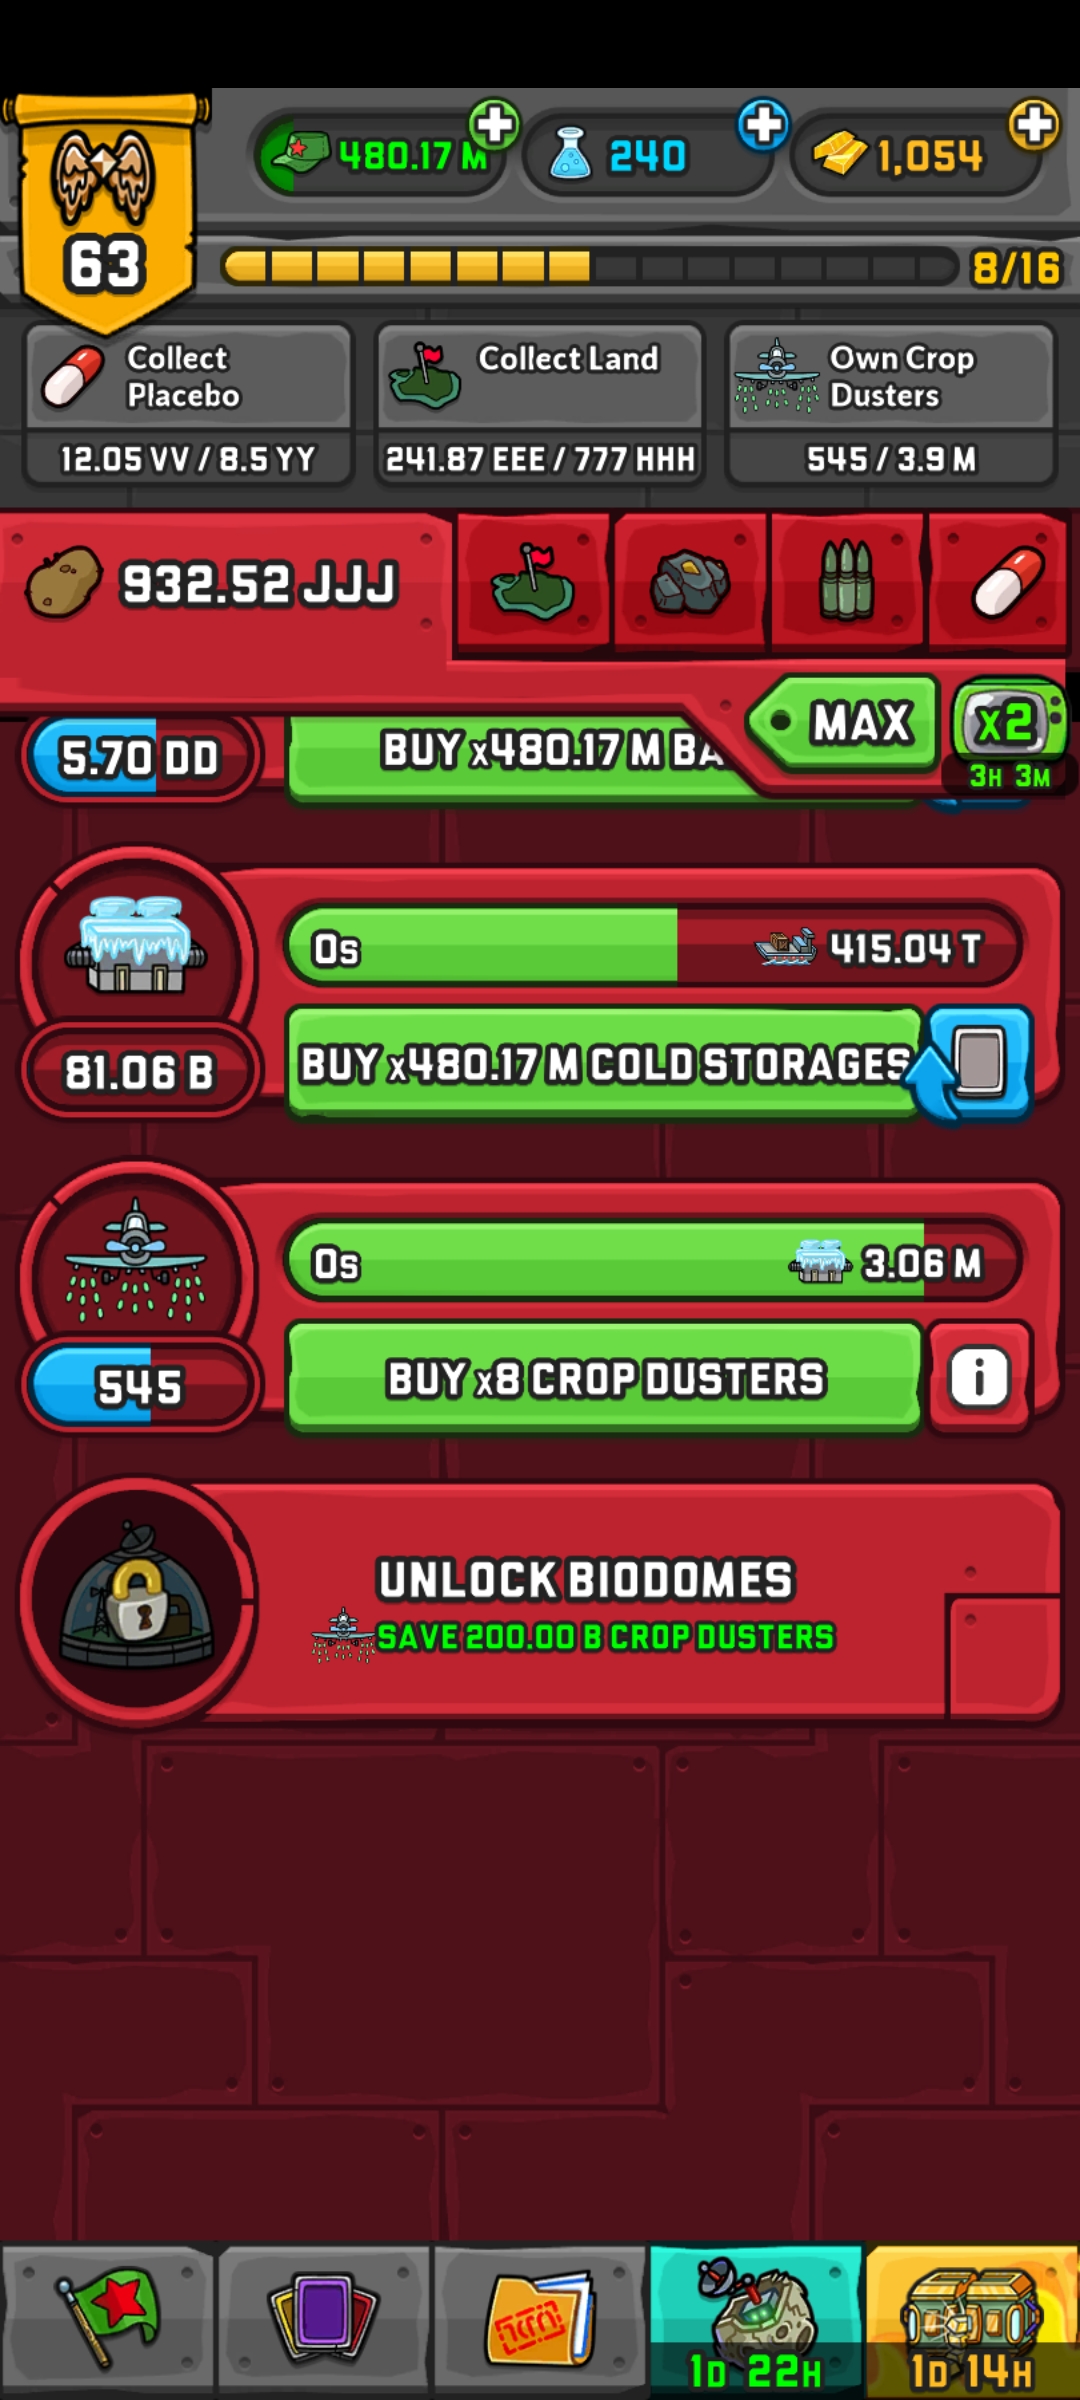 480.17 M
240
1,054
63
8/16
Collect Placebo
12.05 VV / 8.5 YY
Collect Land
241.87 EEE / 777 HHH
Own Crop Dusters
545 / 3.9 M
932.52 JJJ
MAX
x2
3H 3M
5.70 DD
BUY x480.17 M BA
0s
415.04 T
81.06 B
BUY x480.17 M COLD STORAGES
0s
3.06 M
545
BUY x8 CROP DUSTERS
i
UNLOCK BIODOMES
SAVE 200.00 B CROP DUSTERS
1D 22H
1D 14H